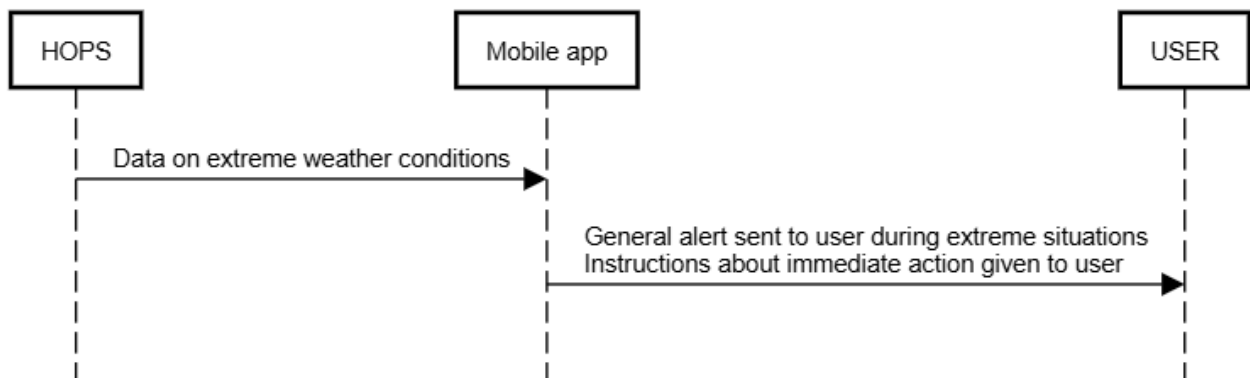 HOPS
Mobile app
USER
Data on extreme weather conditions
General alert sent to user during extreme situations
Instructions about immediate action given to user